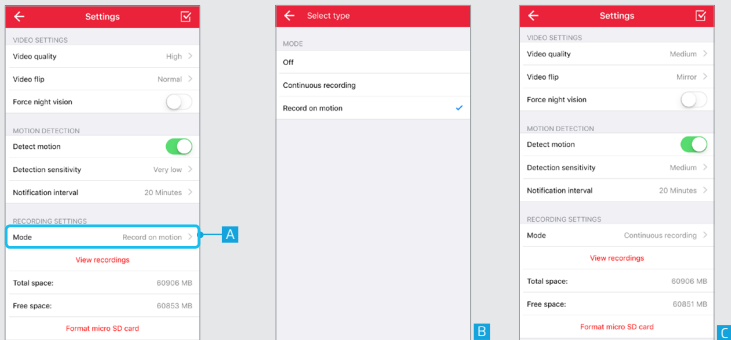 Settings
VIDEO SETTINGS
Video quality High
Video flip Normal
Force night vision
MOTION DETECTION
Detect motion
Detection sensitivity Very low
Notification interval 20 Minutes
RECORDING SETTINGS
Mode Record on motion
A
View recordings
Total space: 60906 MB
Free space: 60853 MB
Format micro SD card
Select type
MODE
Off
Continuous recording
Record on motion
B
Settings
VIDEO SETTINGS
Video quality Medium
Video flip Mirror
Force night vision
MOTION DETECTION
Detect motion
Detection sensitivity Medium
Notification interval 20 Minutes
RECORDING SETTINGS
Mode Continuous recording
View recordings
Total space: 60906 MB
Free space: 60851 MB
Format micro SD card
C